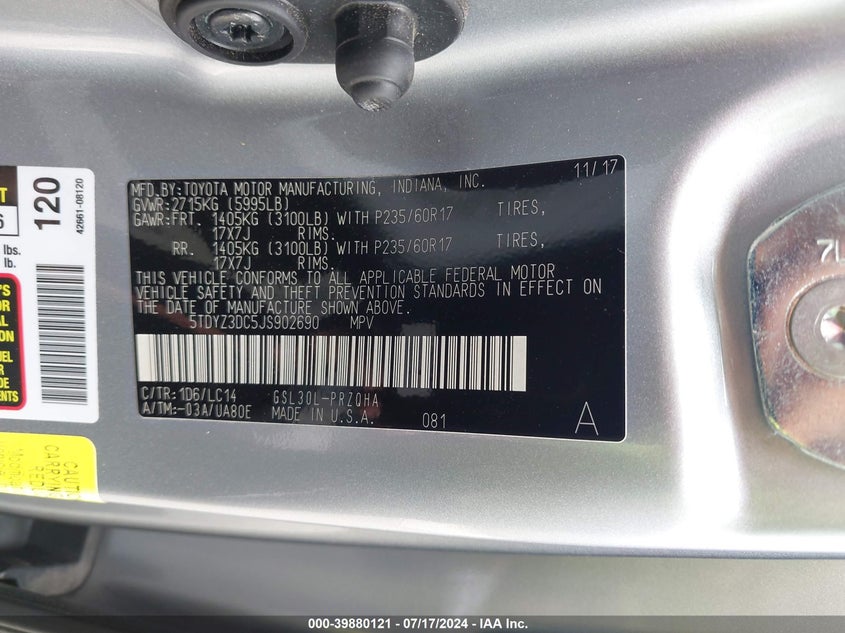 11/17
MFD.BY:TOYOTA MOTOR MANUFACTURING, INDIANA, INC.
GVWR:2715KG (5995LB)
GAWR:FRT. 1405KG (3100LB) WITH P235/60R17 TIRES,
17X7J RIMS.
RR. 1405KG (3100LB) WITH P235/60R17 TIRES,
17X7J RIMS.
THIS VEHICLE CONFORMS TO ALL APPLICABLE FEDERAL MOTOR
VEHICLE SAFETY AND THEFT PREVENTION STANDARDS IN EFFECT ON
THE DATE OF MANUFACTURE SHOWN ABOVE.
5TDYZ3DC5JS902690 MPV
C/TR:1D6/LC14 GSL30L-PRZQHA
A/TM:-03A/UA80E MADE IN U.S.A. 081 A
120
42661-08120
lbs.
lb.
7L
000-39880121 - 07/17/2024 - IAAI Inc.